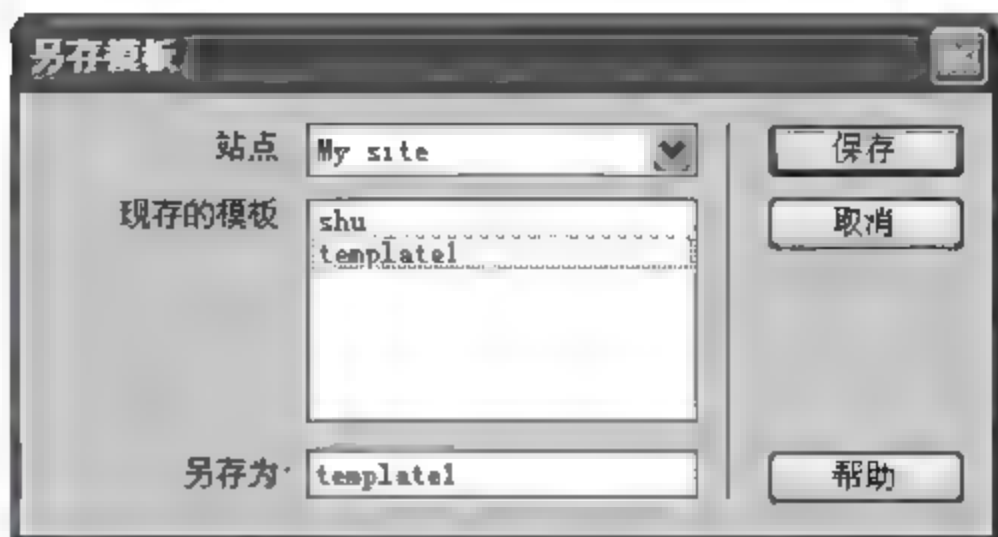 另存模板
站点 My site 保存
现存的模板 shu 取消
template1
另存为: template1 帮助